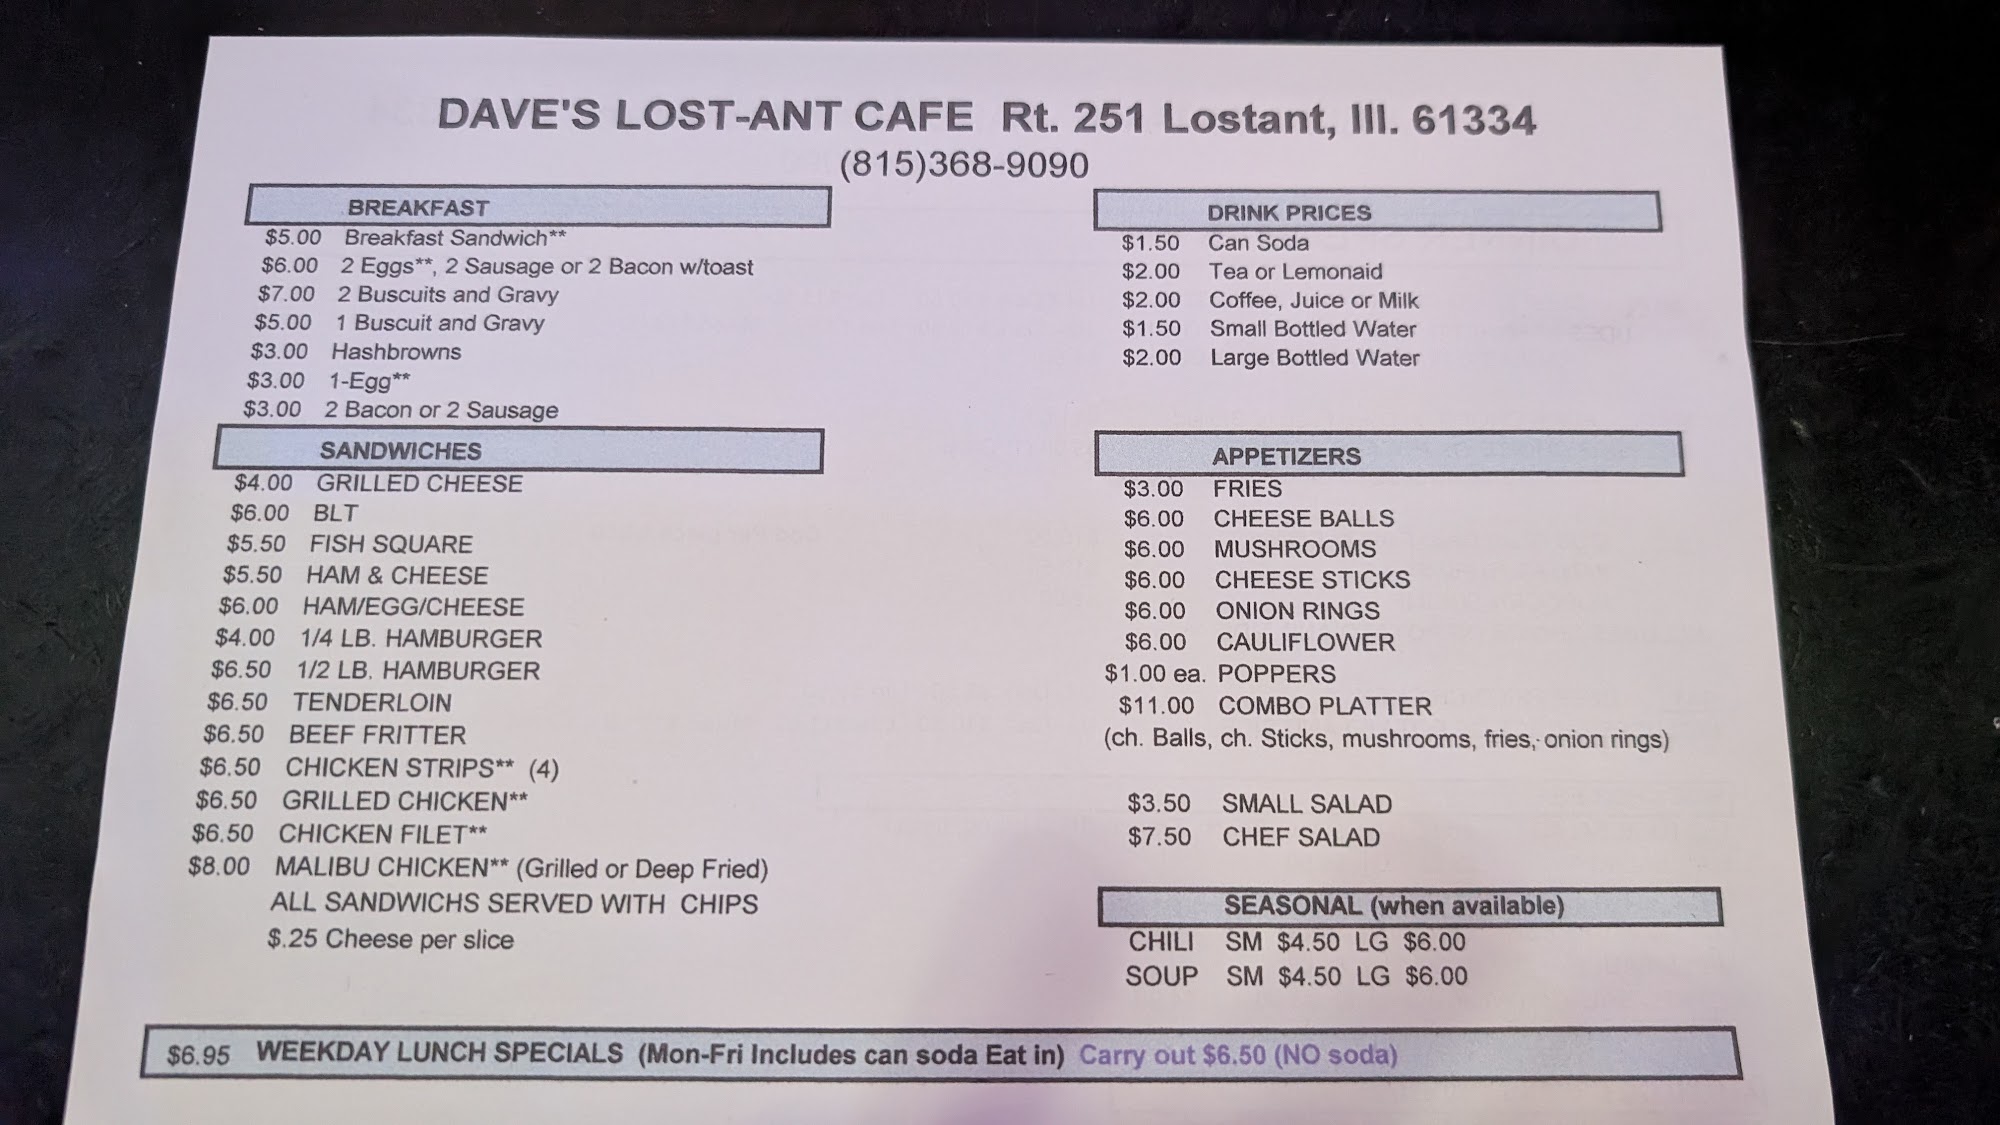 DAVE'S LOST-ANT CAFE Rt. 251 Lostant, Ill. 61334
(815)368-9090
BREAKFAST
$5.00 Breakfast Sandwich**
$6.00 2 Eggs**, 2 Sausage or 2 Bacon w/toast
$7.00 2 Buscuits and Gravy
$5.00 1 Buscuit and Gravy
$3.00 Hashbrowns
$3.00 1-Egg**
$3.00 2 Bacon or 2 Sausage
SANDWICHES
$4.00 GRILLED CHEESE
$6.00 BLT
$5.50 FISH SQUARE
$5.50 HAM & CHEESE
$6.00 HAM/EGG/CHEESE
$4.00 1/4 LB. HAMBURGER
$6.50 1/2 LB. HAMBURGER
$6.50 TENDERLOIN
$6.50 BEEF FRITTER
$6.50 CHICKEN STRIPS** (4)
$6.50 GRILLED CHICKEN**
$6.50 CHICKEN FILET**
$8.00 MALIBU CHICKEN** (Grilled or Deep Fried)
ALL SANDWICHS SERVED WITH CHIPS
$.25 Cheese per slice
DRINK PRICES
$1.50 Can Soda
$2.00 Tea or Lemonaid
$2.00 Coffee, Juice or Milk
$1.50 Small Bottled Water
$2.00 Large Bottled Water
APPETIZERS
$3.00 FRIES
$6.00 CHEESE BALLS
$6.00 MUSHROOMS
$6.00 CHEESE STICKS
$6.00 ONION RINGS
$6.00 CAULIFLOWER
$1.00 ea. POPPERS
$11.00 COMBO PLATTER
(ch. Balls, ch. Sticks, mushrooms, fries, onion rings)
$3.50 SMALL SALAD
$7.50 CHEF SALAD
SEASONAL (when available)
CHILI SM $4.50 LG $6.00
SOUP SM $4.50 LG $6.00
$6.95 WEEKDAY LUNCH SPECIALS (Mon-Fri Includes can soda Eat in) Carry out $6.50 (NO soda)